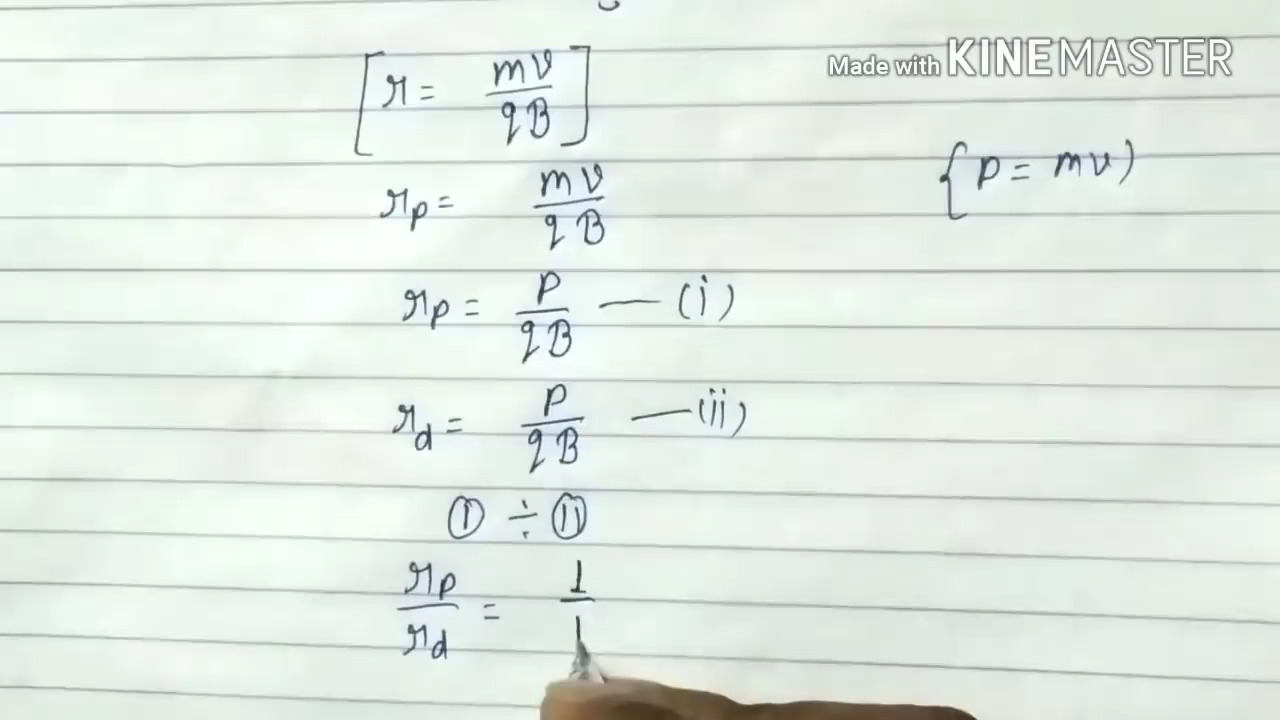 Made with KINEMASTER
[r = mv/qB]
{p = mv)
rp = mv/qB
rp = p/qB — (i)
rd = p/qB — (ii)
(i) ÷ (ii)
rp/rd = 1/1